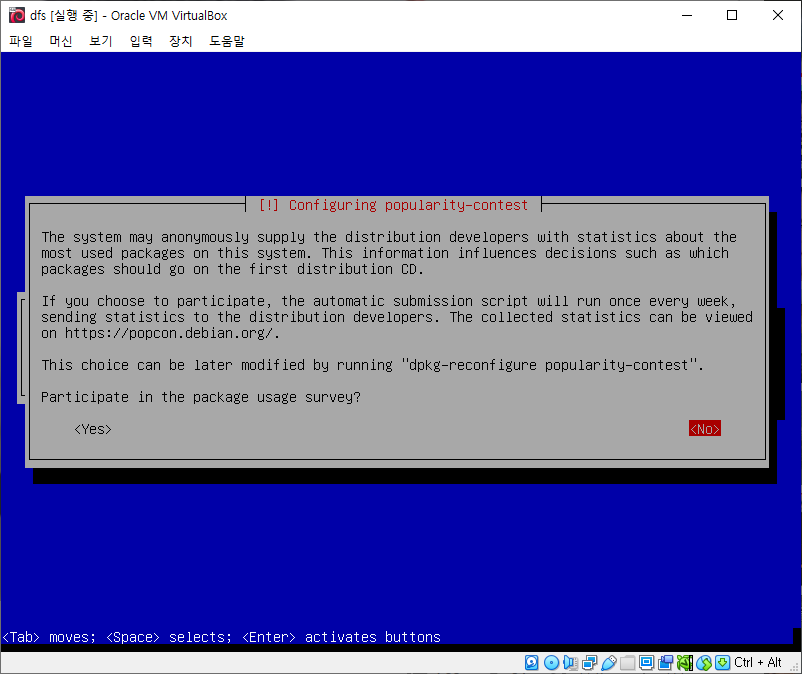 dfs [실행 중] - Oracle VM VirtualBox
파일 머신 보기 입력 장치 도움말
[!] Configuring popularity-contest
The system may anonymously supply the distribution developers with statistics about the
most used packages on this system. This information influences decisions such as which
packages should go on the first distribution CD.
If you choose to participate, the automatic submission script will run once every week,
sending statistics to the distribution developers. The collected statistics can be viewed
on https://popcon.debian.org/.
This choice can be later modified by running "dpkg-reconfigure popularity-contest".
Participate in the package usage survey?
<Yes> <No>
<Tab> moves; <Space> selects; <Enter> activates buttons
Ctrl + Alt